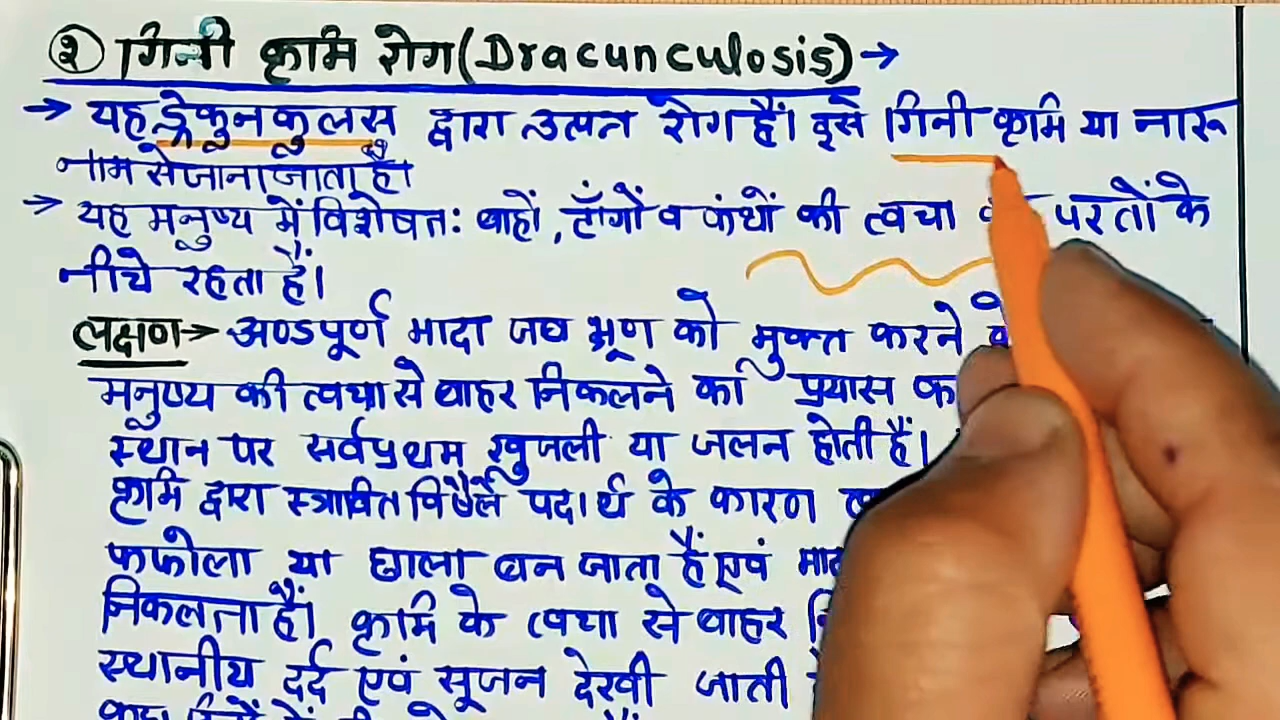 ② गिनी कृमि रोग (Dracunculosis) →
→ यह ड्रेकुनकुलस द्वारा उत्पन्न रोग हैं। इसे गिनी कृमि या नारू
नाम से जाना जाता है।
→ यह मनुष्य में विशेषतः बाहों, टाँगों व कंधों की त्वचा परतों के
नीचे रहता हैं।
लक्षण → अण्डपूर्ण मादा जब भ्रूण को मुक्त करने
मनुष्य की त्वचा से बाहर निकलने का प्रयास
स्थान पर सर्वप्रथम खुजली या जलन होती हैं।
कृमि द्वारा स्त्रावित विषैले पदार्थ के कारण
फफोला या छाला बन जाता हैं एवं
निकलता हैं। कृमि के त्वचा से बाहर
स्थानीय दर्द एवं सूजन देखी जाती